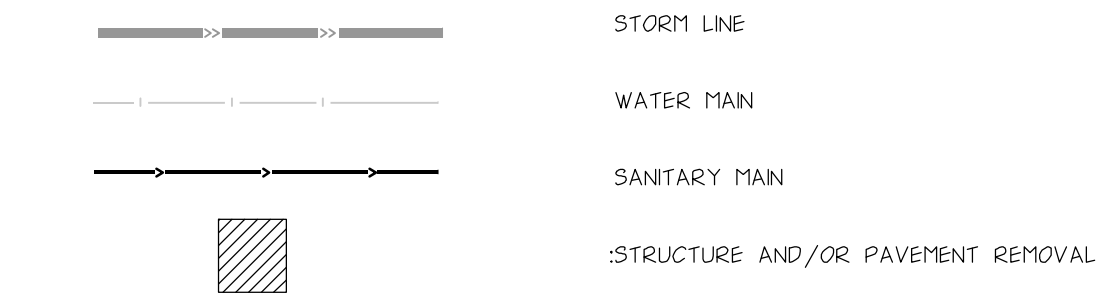 STORM LINE
WATER MAIN
SANITARY MAIN
:STRUCTURE AND/OR PAVEMENT REMOVAL